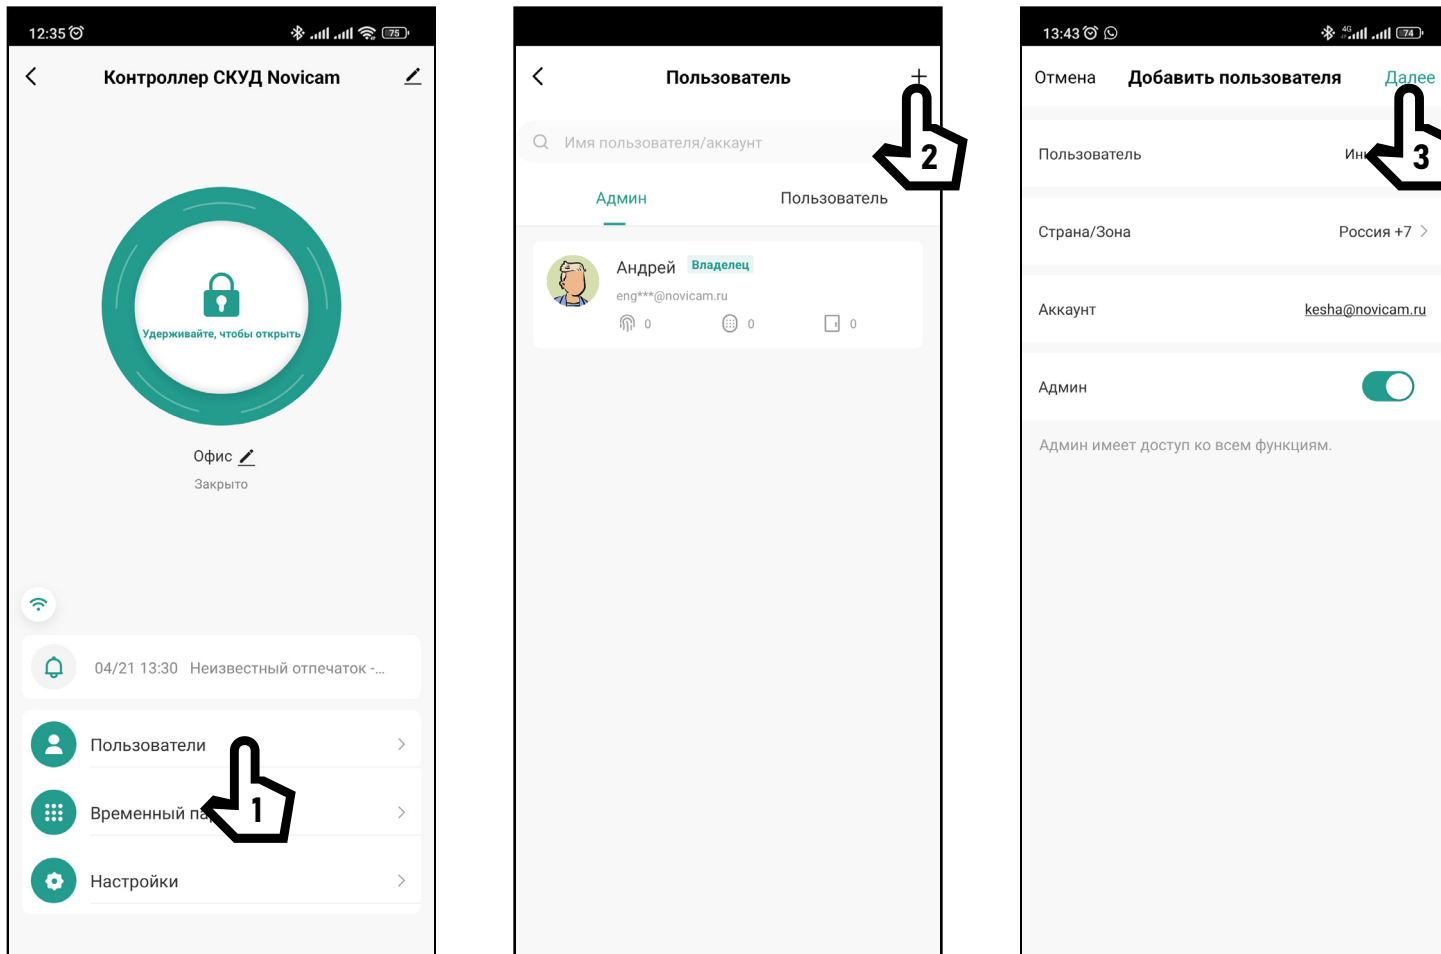 12:35
75
Контроллер СКУД Novicam
Удерживайте, чтобы открыть
Офис
Закрыто
04/21 13:30 Неизвестный отпечаток -...
Пользователи
1
Временный
Настройки
Пользователь
2
Имя пользователя/аккаунт
Админ Пользователь
Андрей Владелец
eng***@novicam.ru
0 0 0
13:43
4G
74
Отмена Добавить пользователя Далее
3
Пользователь
Страна/Зона Россия +7
Аккаунт kesha@novicam.ru
Админ
Админ имеет доступ ко всем функциям.